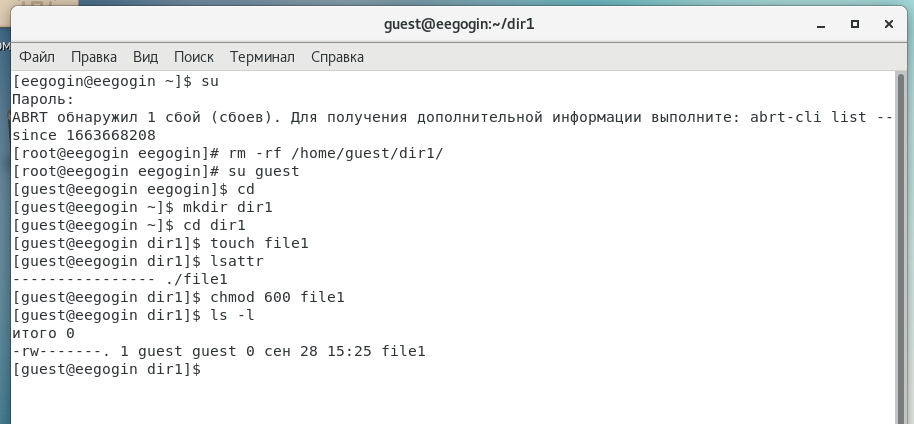 guest@eegogin:~/dir1
Файл Правка Вид Поиск Терминал Справка
[eegogin@eegogin ~]$ su
Пароль:
ABRT обнаружил 1 сбой (сбоев). Для получения дополнительной информации выполните: abrt-cli list --
since 1663668208
[root@eegogin eegogin]# rm -rf /home/guest/dir1/
[root@eegogin eegogin]# su guest
[guest@eegogin eegogin]$ cd
[guest@eegogin ~]$ mkdir dir1
[guest@eegogin ~]$ cd dir1
[guest@eegogin dir1]$ touch file1
[guest@eegogin dir1]$ lsattr
---------------- ./file1
[guest@eegogin dir1]$ chmod 600 file1
[guest@eegogin dir1]$ ls -l
итого 0
-rw-------. 1 guest guest 0 сен 28 15:25 file1
[guest@eegogin dir1]$